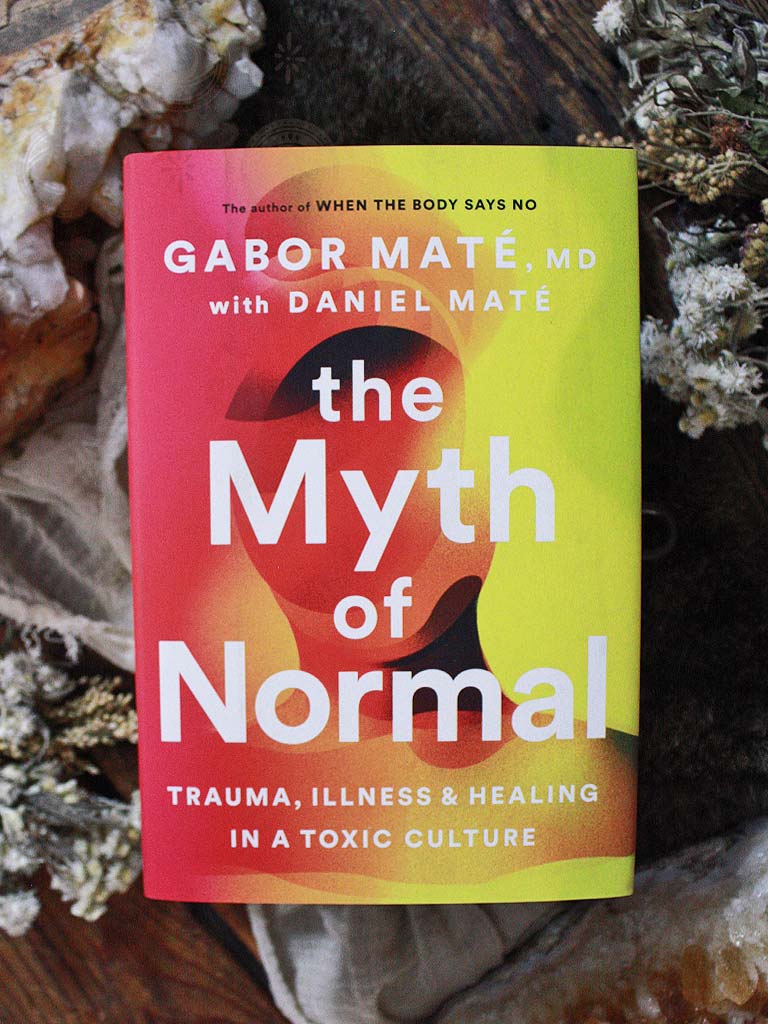 The author of WHEN THE BODY SAYS NO
GABOR MATÉ, MD
with DANIEL MATÉ
the
Myth
of
Normal
TRAUMA, ILLNESS & HEALING
IN A TOXIC CULTURE